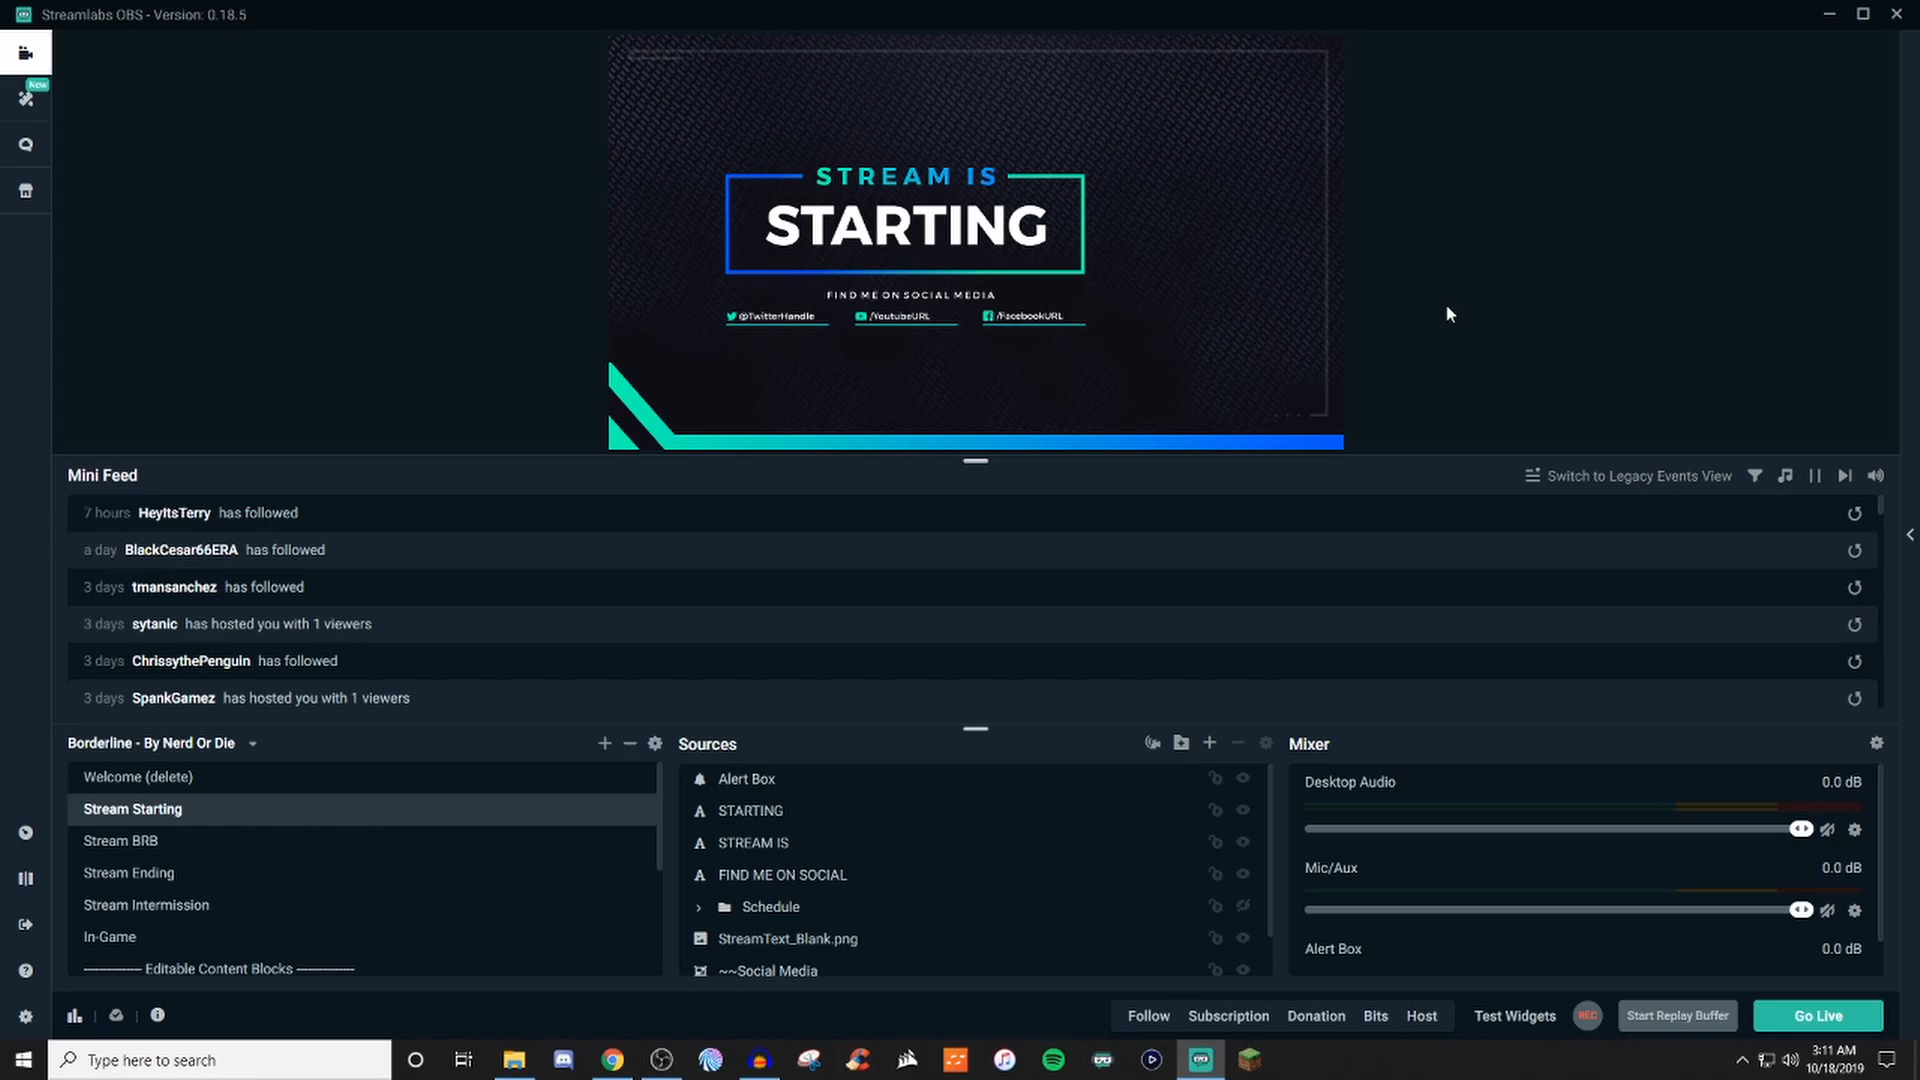 Streamlabs OBS - Version: 0.18.5
New
STREAM IS
STARTING
FIND ME ON SOCIAL MEDIA
@TwitterHandle /YoutubeURL /FacebookURL
Mini Feed
Switch to Legacy Events View
7 hours HeyItsTerry has followed
a day BlackCesar66ERA has followed
3 days tmansanchez has followed
3 days sytanic has hosted you with 1 viewers
3 days ChrissythePenguin has followed
3 days SpankGamez has hosted you with 1 viewers
Borderline - By Nerd Or Die
Welcome (delete)
Stream Starting
Stream BRB
Stream Ending
Stream Intermission
In-Game
-------------- Editable Content Blocks --------------
Sources
Alert Box
STARTING
STREAM IS
FIND ME ON SOCIAL
Schedule
StreamText_Blank.png
~~Social Media
Mixer
Desktop Audio 0.0 dB
Mic/Aux 0.0 dB
Alert Box 0.0 dB
Follow Subscription Donation Bits Host Test Widgets REC Start Replay Buffer Go Live
Type here to search
3:11 AM
10/18/2019